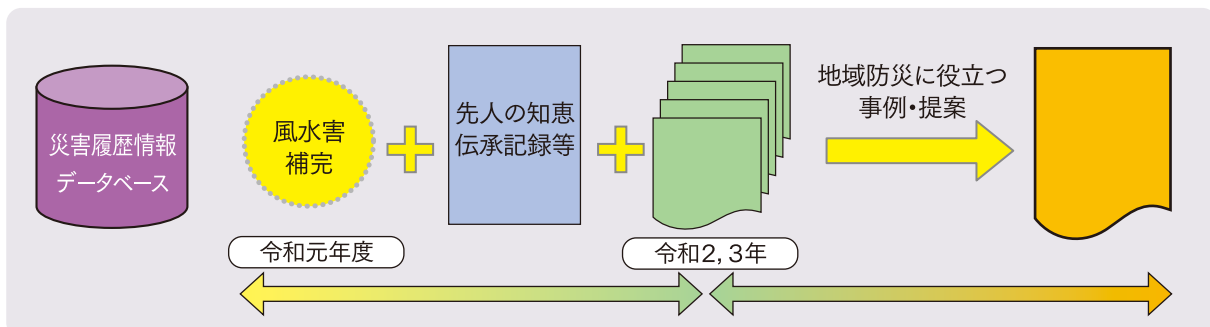 災害履歴情報
データベース
風水害
補完
先人の知恵
伝承記録等
地域防災に役立つ
事例・提案
令和元年度
令和2,3年